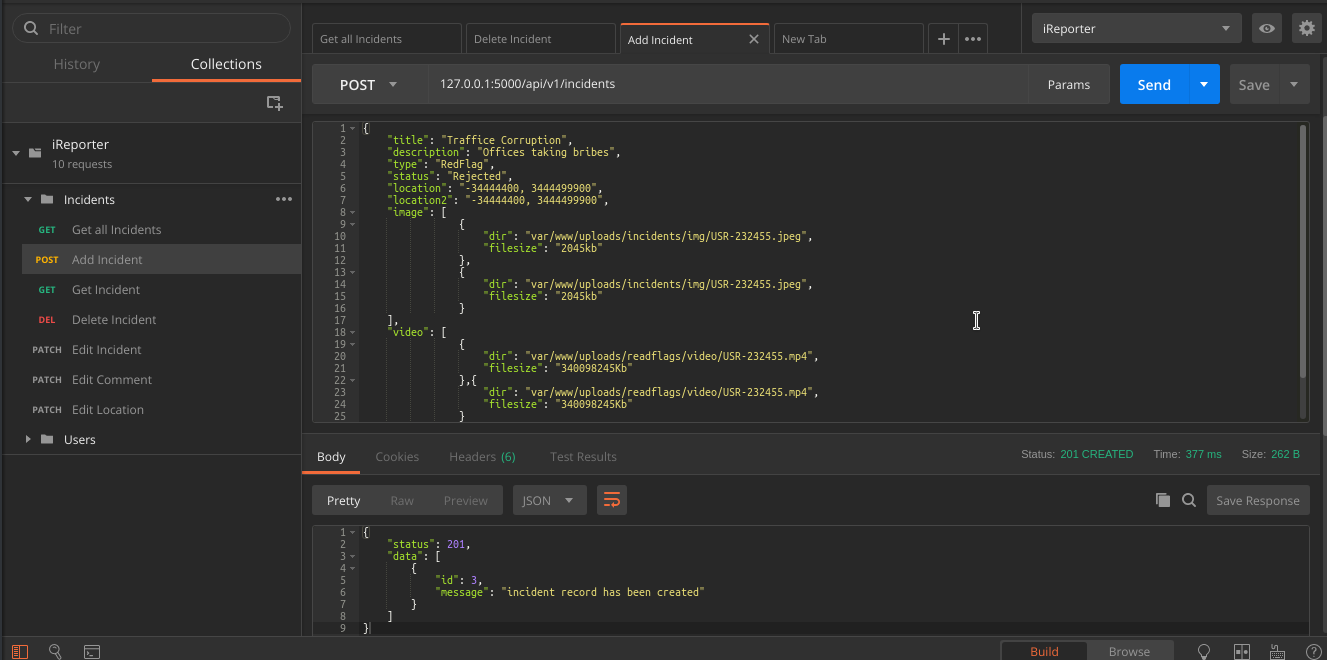 Filter
History
Collections
iReporter
10 requests
Incidents
GET Get all Incidents
POST Add Incident
GET Get Incident
DEL Delete Incident
PATCH Edit Incident
PATCH Edit Comment
PATCH Edit Location
Users
Get all Incidents
Delete Incident
Add Incident
New Tab
iReporter
POST
127.0.0.1:5000/api/v1/incidents
Params
Send
Save
1 {
2 "title": "Traffice Corruption",
3 "description": "Offices taking bribes",
4 "type": "RedFlag",
5 "status": "Rejected",
6 "location": "-34444400, 3444499900",
7 "location2": "-34444400, 3444499900",
8 "image": [
9 {
10 "dir": "var/www/uploads/incidents/img/USR-232455.jpeg",
11 "filesize": "2045kb"
12 },
13 {
14 "dir": "var/www/uploads/incidents/img/USR-232455.jpeg",
15 "filesize": "2045kb"
16 }
17 ],
18 "video": [
19 {
20 "dir": "var/www/uploads/readflags/video/USR-232455.mp4",
21 "filesize": "340098245Kb"
22 },{
23 "dir": "var/www/uploads/readflags/video/USR-232455.mp4",
24 "filesize": "340098245Kb"
25 }
Body
Cookies
Headers (6)
Test Results
Status: 201 CREATED
Time: 377 ms
Size: 262 B
Pretty
Raw
Preview
JSON
Save Response
1 {
2 "status": 201,
3 "data": [
4 {
5 "id": 3,
6 "message": "incident record has been created"
7 }
8 ]
9 }
Build
Browse